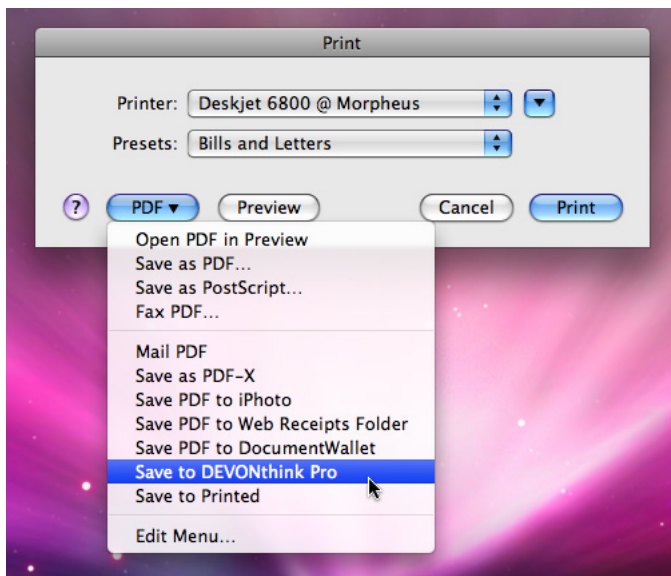 Print
Printer: Deskjet 6800 @ Morpheus
Presets: Bills and Letters
? PDF▼ Preview Cancel Print
Open PDF in Preview
Save as PDF...
Save as PostScript...
Fax PDF...
Mail PDF
Save as PDF-X
Save PDF to iPhoto
Save PDF to Web Receipts Folder
Save PDF to DocumentWallet
Save to DEVONthink Pro
Save to Printed
Edit Menu...